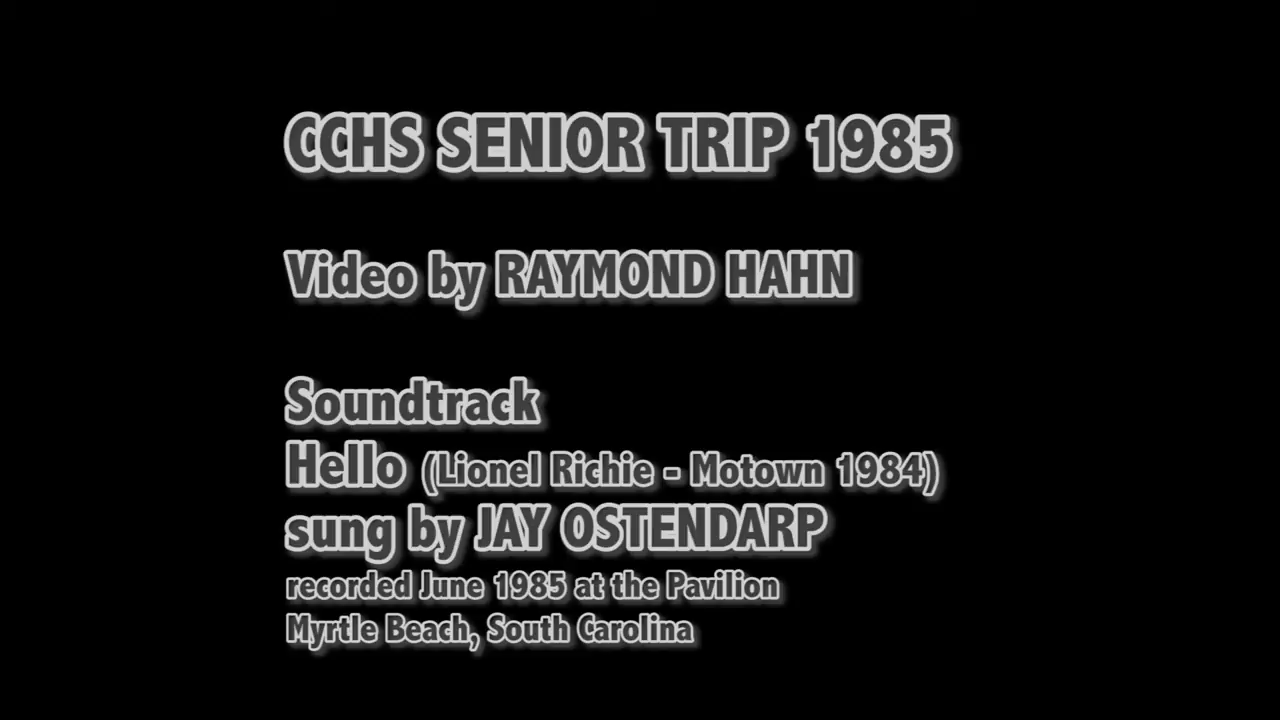 CCHS SENIOR TRIP 1985
Video by RAYMOND HAHN
Soundtrack
Hello (Lionel Richie - Motown 1984)
sung by JAY OSTENDARP
recorded June 1985 at the Pavilion
Myrtle Beach, South Carolina